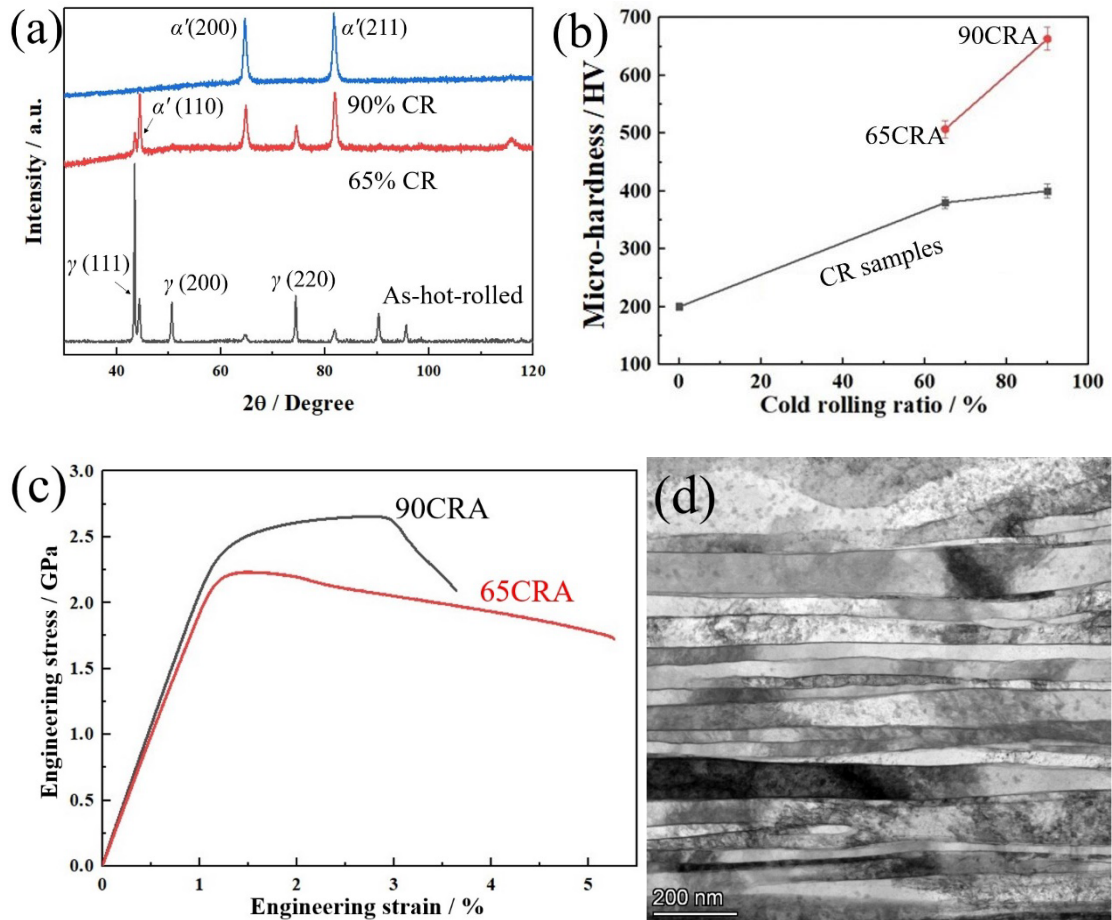 (a)
α′(200)
α′(211)
α′ (110)
90% CR
65% CR
γ (111)
γ (200)
γ (220)
As-hot-rolled
Intensity / a.u.
40
60
80
100
120
2θ / Degree
(b)
700
600
500
400
300
200
100
90CRA
65CRA
CR samples
Micro-hardness / HV
0
20
40
60
80
100
Cold rolling ratio / %
(c)
3.0
2.5
2.0
1.5
1.0
0.5
0.0
90CRA
65CRA
Engineering stress / GPa
0
1
2
3
4
5
Engineering strain / %
(d)
200 nm